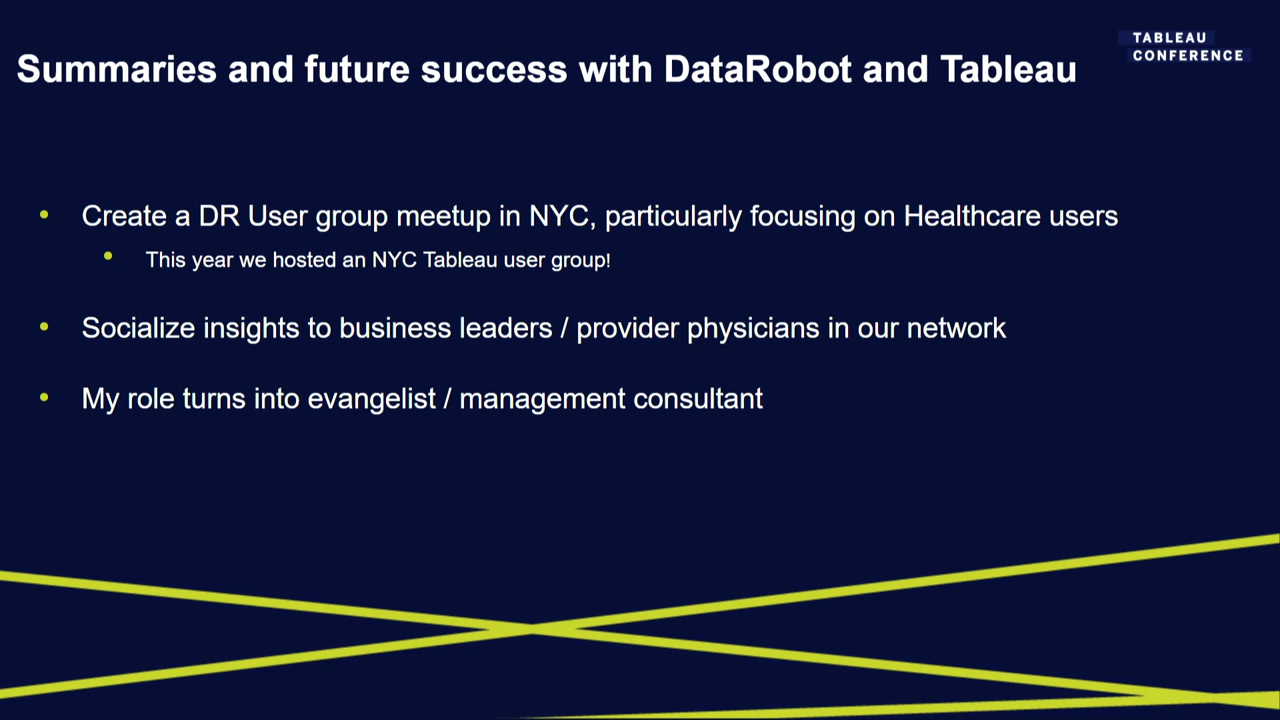 TABLEAU
CONFERENCE
Summaries and future success with DataRobot and Tableau
Create a DR User group meetup in NYC, particularly focusing on Healthcare users
This year we hosted an NYC Tableau user group!
Socialize insights to business leaders / provider physicians in our network
My role turns into evangelist / management consultant